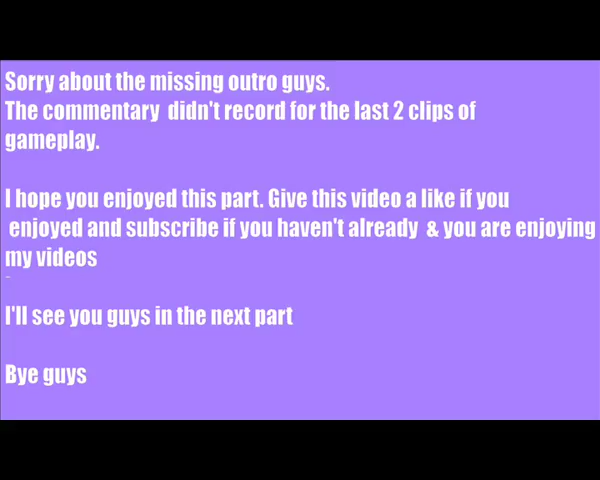 Sorry about the missing outro guys.
The commentary  didn't record for the last 2 clips of
gameplay.
I hope you enjoyed this part. Give this video a like if you
enjoyed and subscribe if you haven't already  & you are enjoying
my videos
I'll see you guys in the next part
Bye guys